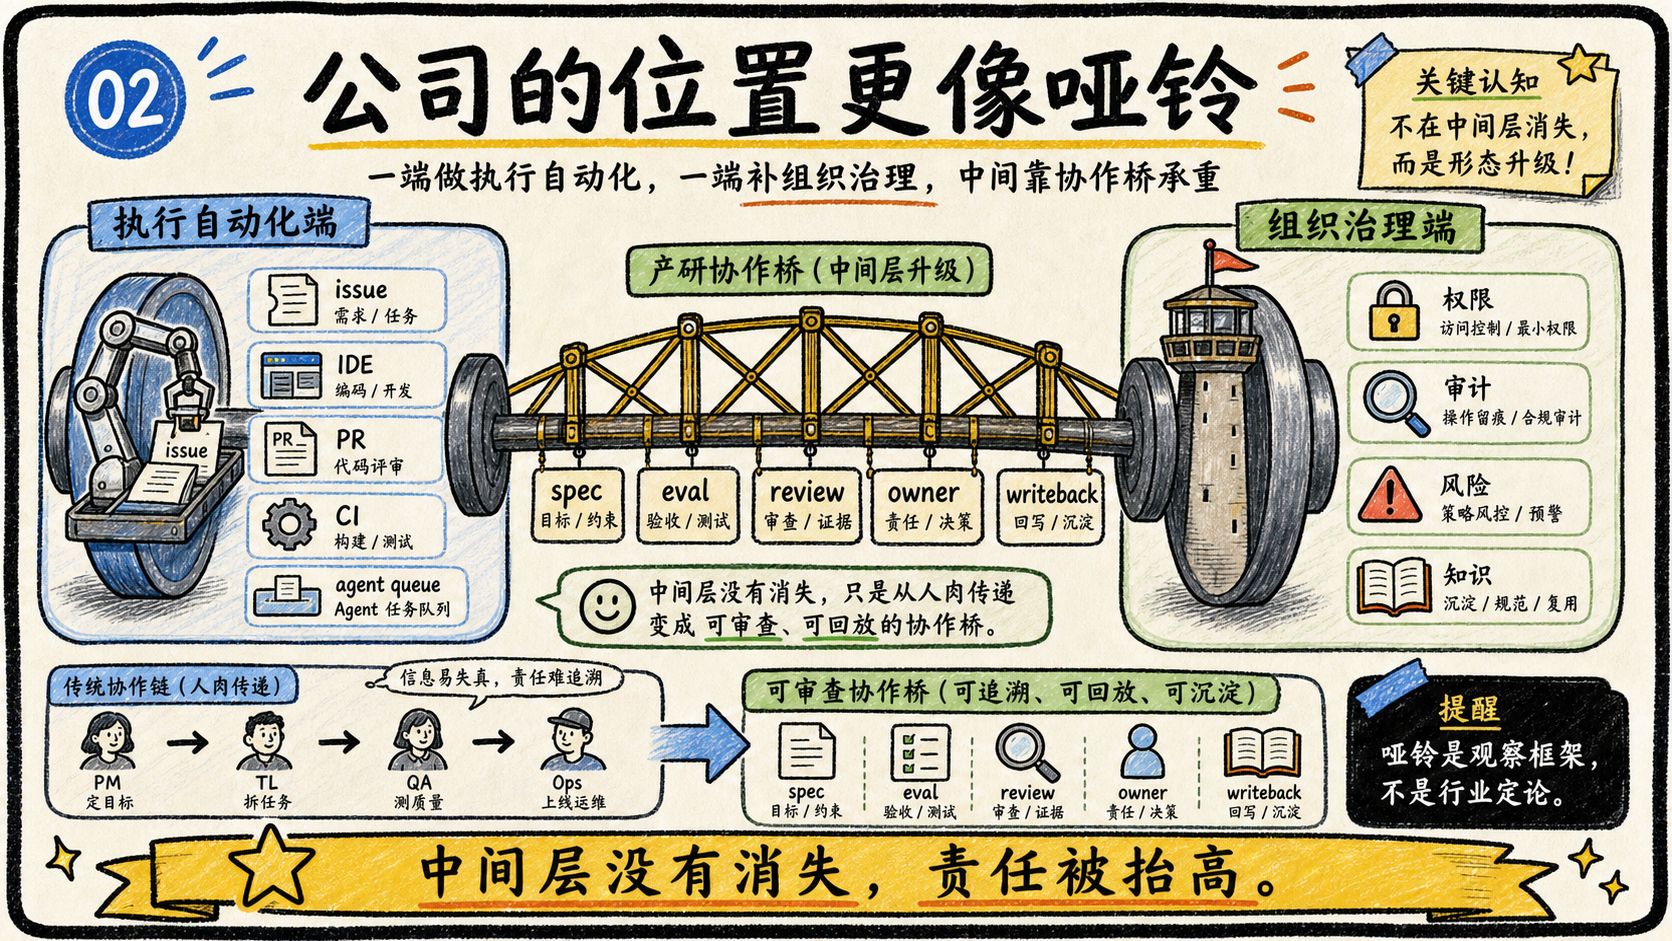 02
公司的位置更像哑铃
一端做执行自动化，一端补组织治理，中间靠协作桥承重
关键认知
不在中间层消失，
而是形态升级！
执行自动化端
issue
issue
需求 / 任务
IDE
编码 / 开发
PR
PR
代码评审
CI
构建 / 测试
agent queue
Agent 任务队列
产研协作桥（中间层升级）
spec
目标 / 约束
eval
验收 / 测试
review
审查 / 证据
owner
责任 / 决策
writeback
回写 / 沉淀
中间层没有消失，只是从人肉传递
变成 可审查、可回放的协作桥。
组织治理端
权限
访问控制 / 最小权限
审计
操作留痕 / 合规审计
风险
策略风控 / 预警
知识
沉淀 / 规范 / 复用
传统协作链（人肉传递）
信息易失真，责任难追溯
PM
定目标
TL
拆任务
QA
测质量
Ops
上线运维
可审查协作桥（可追溯、可回放、可沉淀）
spec
目标 / 约束
eval
验收 / 测试
review
审查 / 证据
owner
责任 / 决策
writeback
回写 / 沉淀
提醒
哑铃是观察框架，
不是行业定论。
中间层没有消失，责任被抬高。